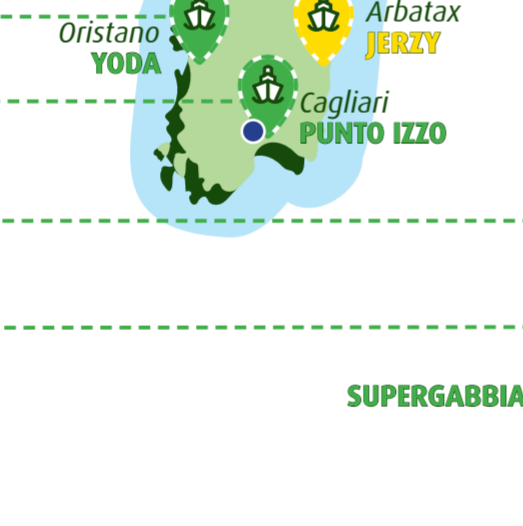 Arbatax
JERZY
Oristano
YODA
Cagliari
PUNTO IZZO
SUPERGABBIA